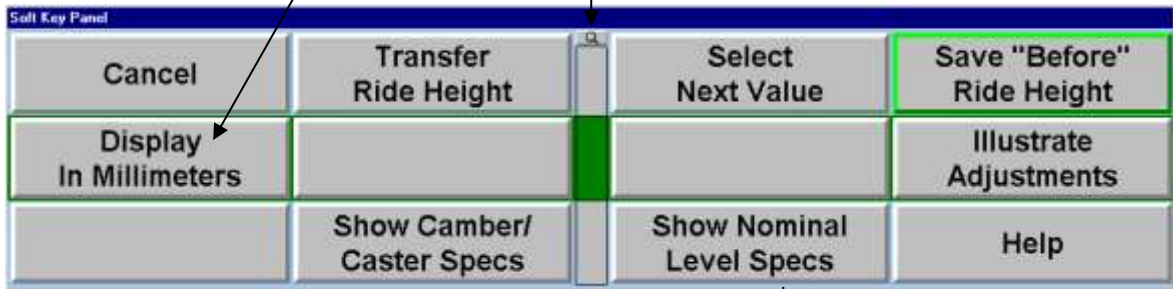 Soft Key Panel
Cancel
Transfer
Ride Height
Select
Next Value
Save "Before"
Ride Height
Display
In Millimeters
Illustrate
Adjustments
Show Camber/
Caster Specs
Show Nominal
Level Specs
Help